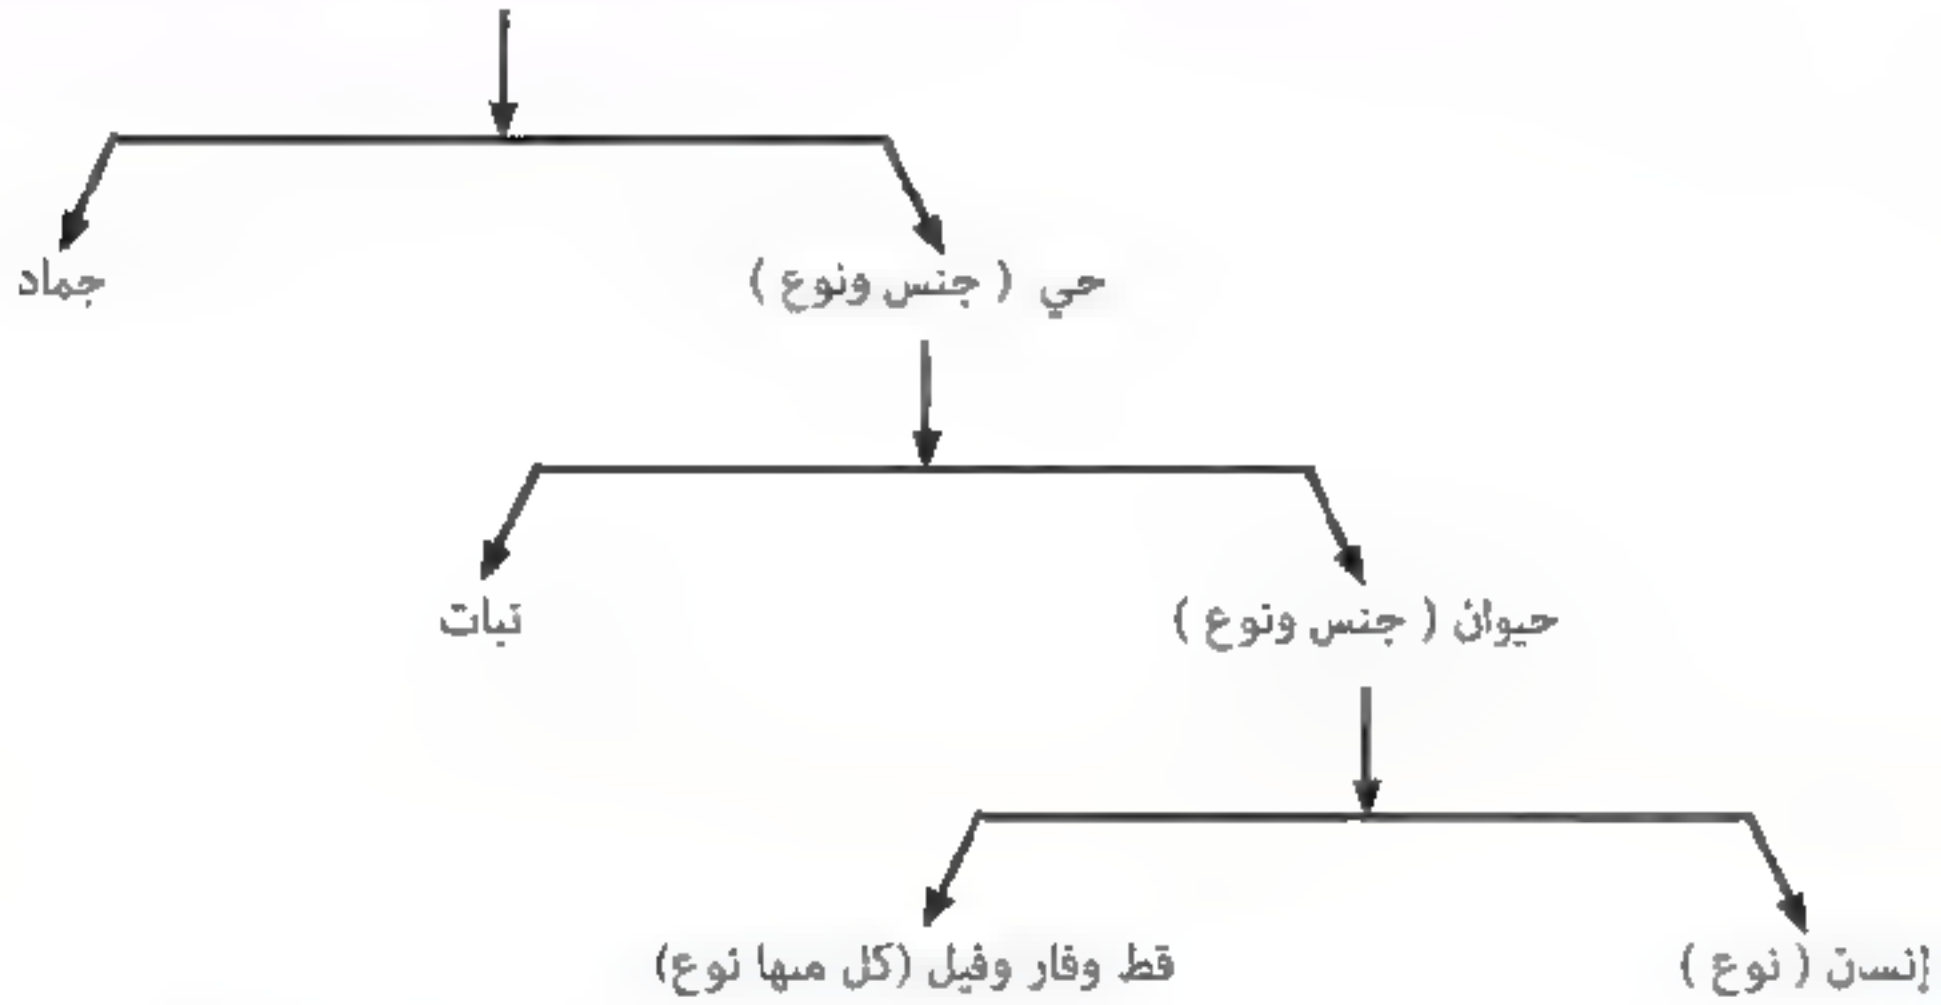 حي ( جنس ونوع )
جماد
حيوان ( جنس ونوع )
نبات
إنسن ( نوع )
قط وفار وفيل (كل منها نوع)